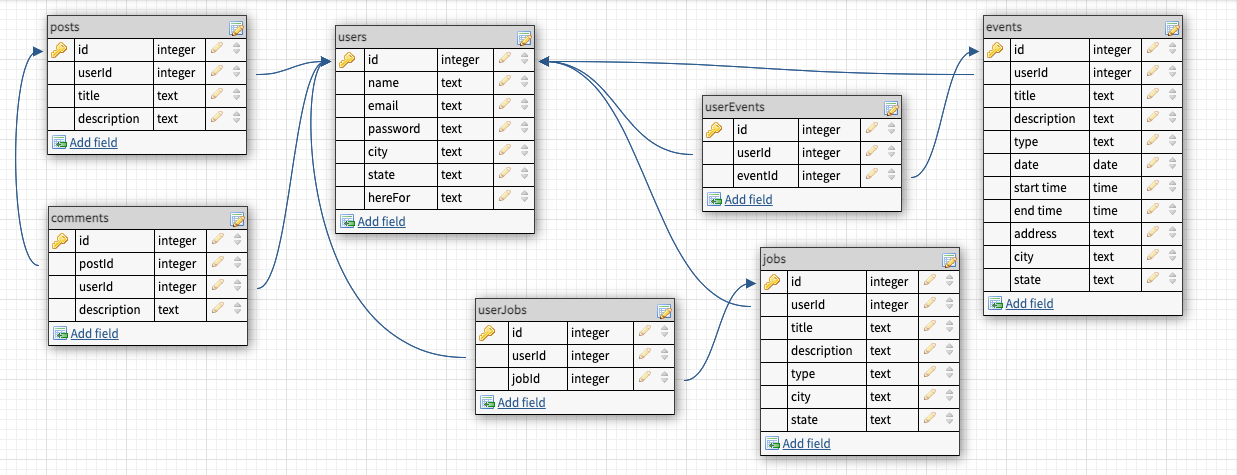 posts
id integer
userId integer
title text
description text
Add field
users
id integer
name text
email text
password text
city text
state text
hereFor text
Add field
events
id integer
userId integer
title text
description text
type text
date date
start time time
end time time
address text
city text
state text
Add field
userEvents
id integer
userId integer
eventId integer
Add field
comments
id integer
postId integer
userId integer
description text
Add field
jobs
id integer
userId integer
title text
description text
type text
city text
state text
Add field
userJobs
id integer
userId integer
jobId integer
Add field